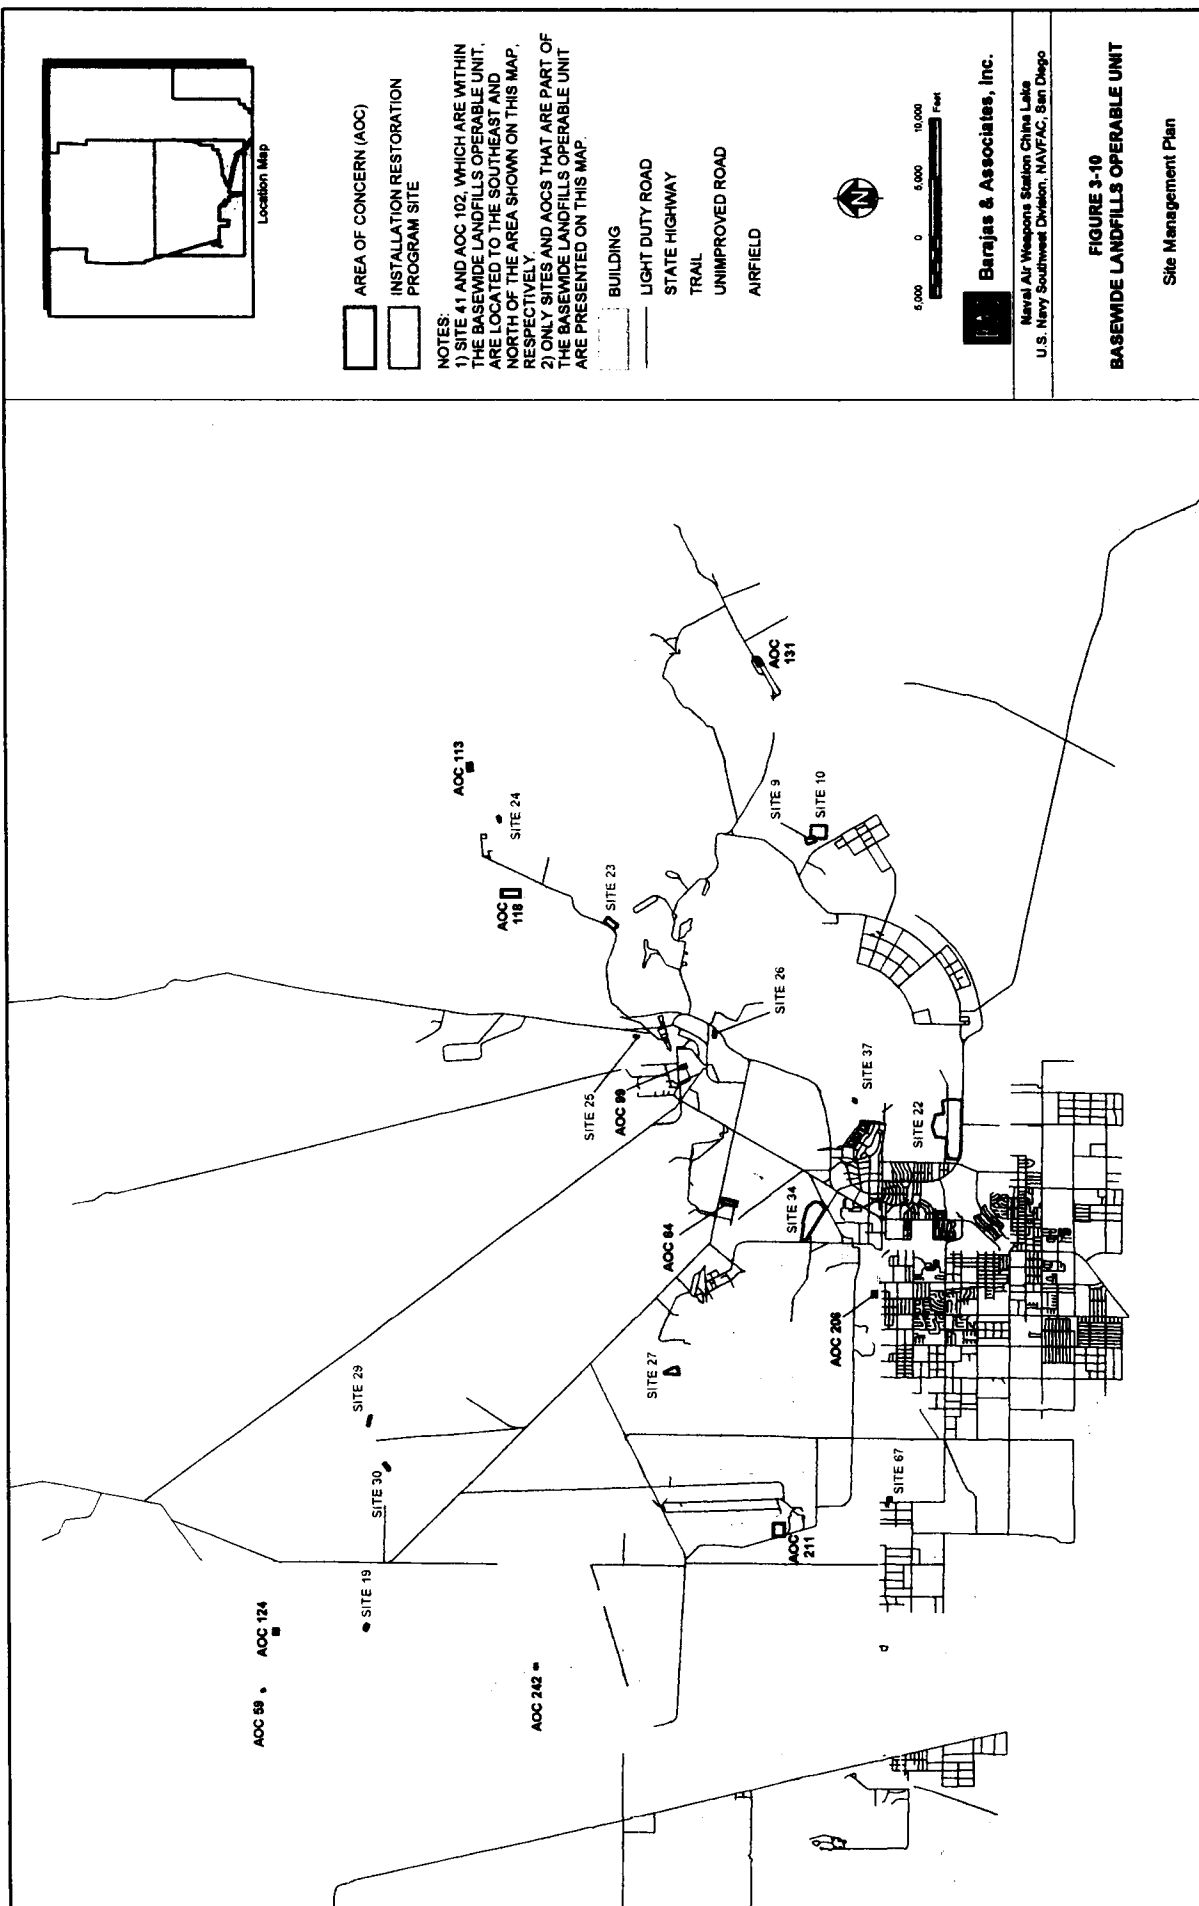 Location Map
AREA OF CONCERN (AOC)
INSTALLATION RESTORATION
PROGRAM SITE
NOTES:
1) SITE 41 AND AOC 102, WHICH ARE WITHIN
THE BASEWIDE LANDFILLS OPERABLE UNIT,
ARE LOCATED TO THE SOUTHEAST AND
NORTH OF THE AREA SHOWN ON THIS MAP,
RESPECTIVELY.
2) ONLY SITES AND AOCS THAT ARE PART OF
THE BASEWIDE LANDFILLS OPERABLE UNIT
ARE PRESENTED ON THIS MAP.
BUILDING
LIGHT DUTY ROAD
STATE HIGHWAY
TRAIL
UNIMPROVED ROAD
AIRFIELD
N
5,000 0 5,000 10,000
Feet
Barajas & Associates, Inc.
Naval Air Weapons Station China Lake
U.S. Navy Southwest Division, NAVFAC, San Diego
FIGURE 3-10
BASEWIDE LANDFILLS OPERABLE UNIT
Site Management Plan
AOC 59
AOC 124
SITE 19
SITE 30
SITE 29
AOC 242
AOC 113
SITE 24
AOC
118
SITE 23
SITE 25
AOC 99
SITE 26
AOC
131
SITE 9
SITE 10
SITE 27
AOC 64
SITE 34
SITE 37
SITE 22
AOC
211
AOC 206
SITE 67